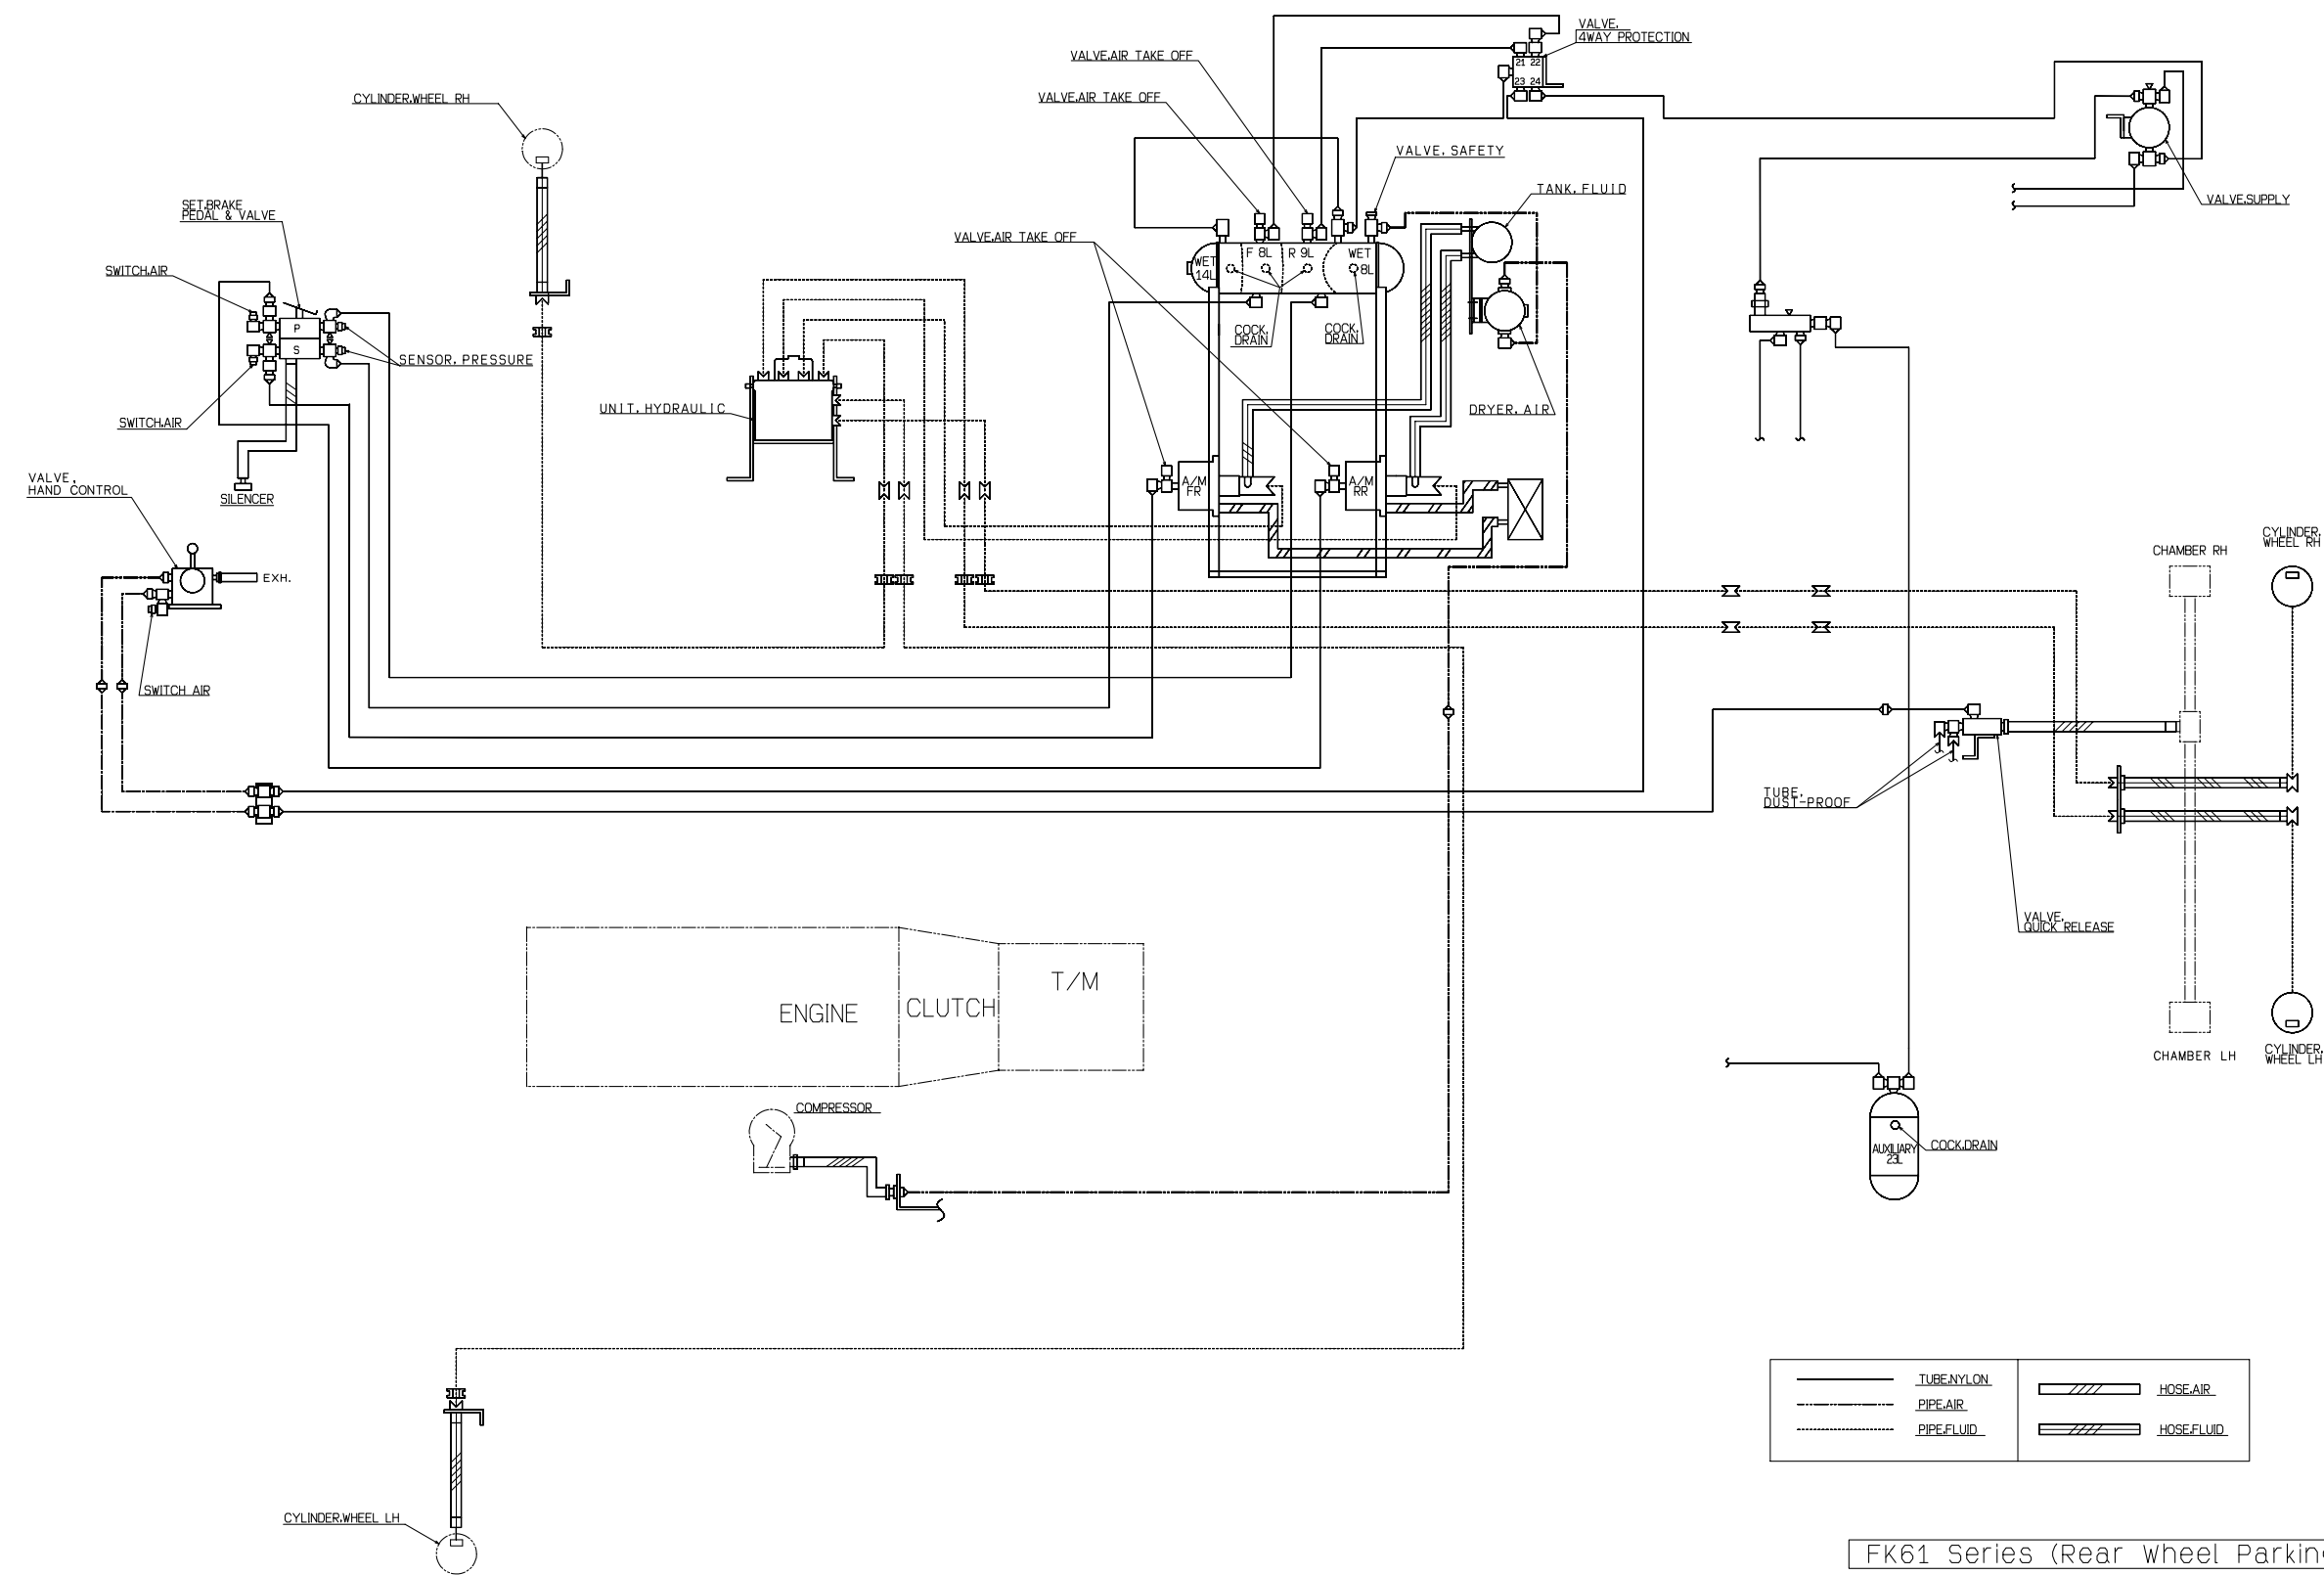 VALVE,
4WAY PROTECTION
VALVE,AIR TAKE OFF
21 22
23 24
CYLINDER,WHEEL RH
VALVE,AIR TAKE OFF
VALVE, SAFETY
TANK, FLUID
VALVE,SUPPLY
SET,BRAKE
PEDAL & VALVE
VALVE,AIR TAKE OFF
WET
14L
F 8L
R 9L
WET
8L
SWITCH,AIR
P
S
SENSOR, PRESSURE
COCK,
DRAIN
COCK,
DRAIN
UNIT, HYDRAULIC
DRYER, AIR
SWITCH,AIR
VALVE,
HAND CONTROL
SILENCER
A/M
FR
A/M
RR
EXH.
CYLINDER,
WHEEL RH
CHAMBER RH
SWITCH AIR
TUBE,
DUST-PROOF
VALVE,
QUICK RELEASE
T/M
CLUTCH
ENGINE
CHAMBER LH
CYLINDER,
WHEEL LH
COMPRESSOR
AUXILIARY
23L
COCK,DRAIN
TUBE,NYLON
PIPE,AIR
PIPE,FLUID
HOSE,AIR
HOSE,FLUID
CYLINDER,WHEEL LH
FK61 Series (Rear Wheel Parkin